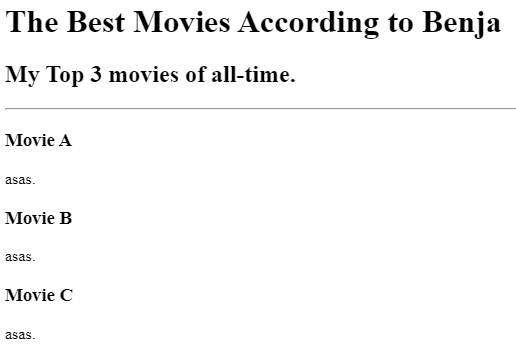 The Best Movies According to Benja
My Top 3 movies of all-time.
Movie A
asas.
Movie B
asas.
Movie C
asas.